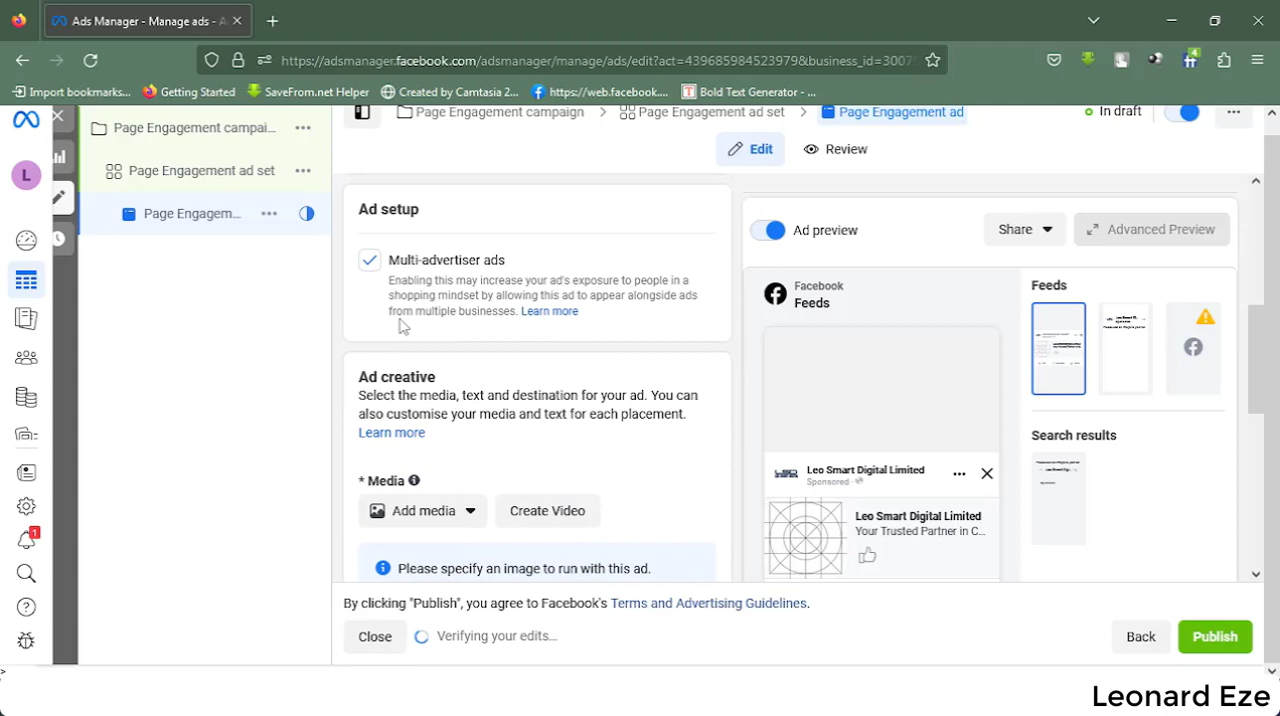 Ads Manager - Manage ads - A
https://adsmanager.facebook.com/adsmanager/manage/ads/edit?act=439685984523979&business_id=3007
4
Import bookmarks...
Getting Started
SaveFrom.net Helper
Created by Camtasia 2...
https://web.facebook....
Bold Text Generator - ...
L
1
Page Engagement campai...
Page Engagement ad set
Page Engagem...
Page Engagement campaign
Page Engagement ad set
Page Engagement ad
In draft
Edit
Review
Ad setup
Multi-advertiser ads
Enabling this may increase your ad's exposure to people in a
shopping mindset by allowing this ad to appear alongside ads
from multiple businesses. Learn more
Ad creative
Select the media, text and destination for your ad. You can
also customise your media and text for each placement.
Learn more
* Media
Add media
Create Video
Please specify an image to run with this ad.
Ad preview
Share
Advanced Preview
Facebook
Feeds
Leo Smart Digital Limited
Sponsored ·
Leo Smart Digital Limited
Your Trusted Partner in C...
Feeds
Search results
By clicking "Publish", you agree to Facebook's Terms and Advertising Guidelines.
Close
Verifying your edits...
Back
Publish
Leonard Eze